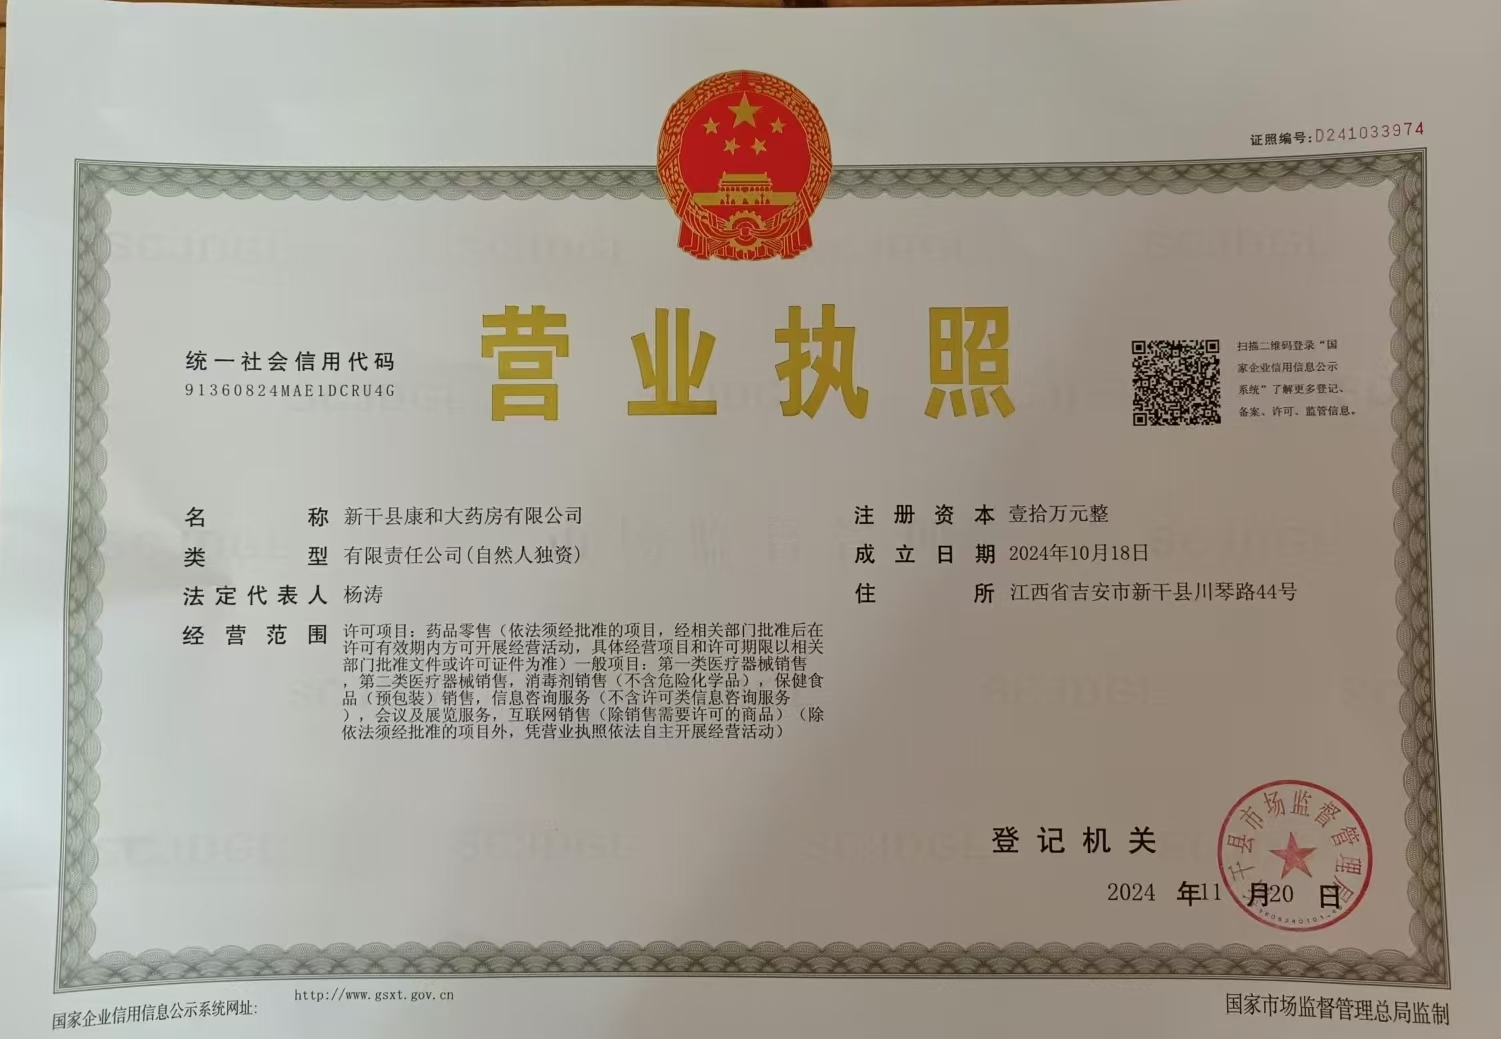 证照编号:D241033974
营业执照
统一社会信用代码
91360824MAE1DCRU4G
扫描二维码登录“国
家企业信用信息公示
系统”了解更多登记、
备案、许可、监管信息。
名称 新干县康和大药房有限公司
类型 有限责任公司(自然人独资)
法定代表人 杨涛
经营范围 许可项目：药品零售（依法须经批准的项目，经相关部门批准后在
许可有效期内方可开展经营活动，具体经营项目和许可期限以相关
部门批准文件或许可证件为准）一般项目：第一类医疗器械销售
，第二类医疗器械销售，消毒剂销售（不含危险化学品），保健食
品（预包装）销售，信息咨询服务（不含许可类信息咨询服务
），会议及展览服务，互联网销售（除销售需要许可的商品）（除
依法须经批准的项目外，凭营业执照依法自主开展经营活动）
注册资本 壹拾万元整
成立日期 2024年10月18日
住所 江西省吉安市新干县川琴路44号
登记机关
干县市场监督管理局
2024 年11 月20 日
国家企业信用信息公示系统网址:
http://www.gsxt.gov.cn
国家市场监督管理总局监制